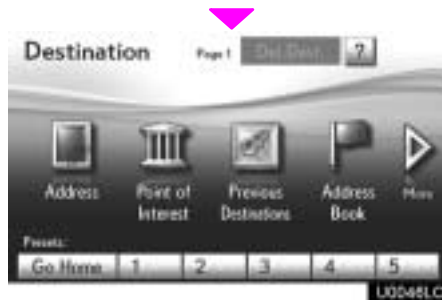 Destination Page 1 Del.Dest. ?
Address Point of Interest Previous Destinations Address Book More
Presets:
Go Home 1 2 3 4 5
U0046LC